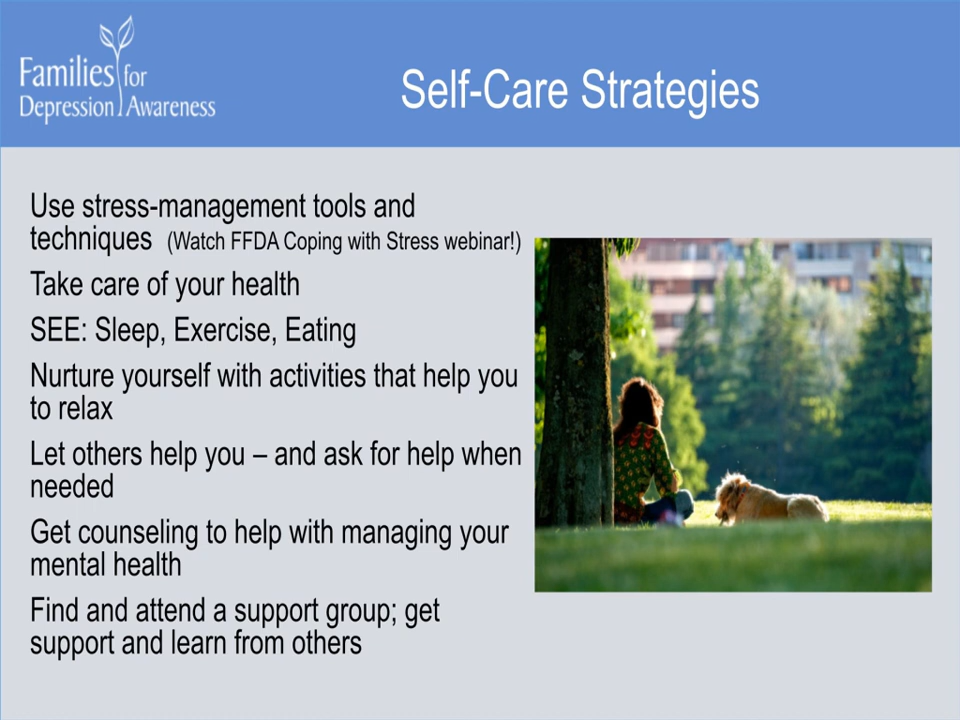 Families for
Depression Awareness
Self-Care Strategies
Use stress-management tools and
techniques (Watch FFDA Coping with Stress webinar!)
Take care of your health
SEE: Sleep, Exercise, Eating
Nurture yourself with activities that help you
to relax
Let others help you – and ask for help when
needed
Get counseling to help with managing your
mental health
Find and attend a support group; get
support and learn from others